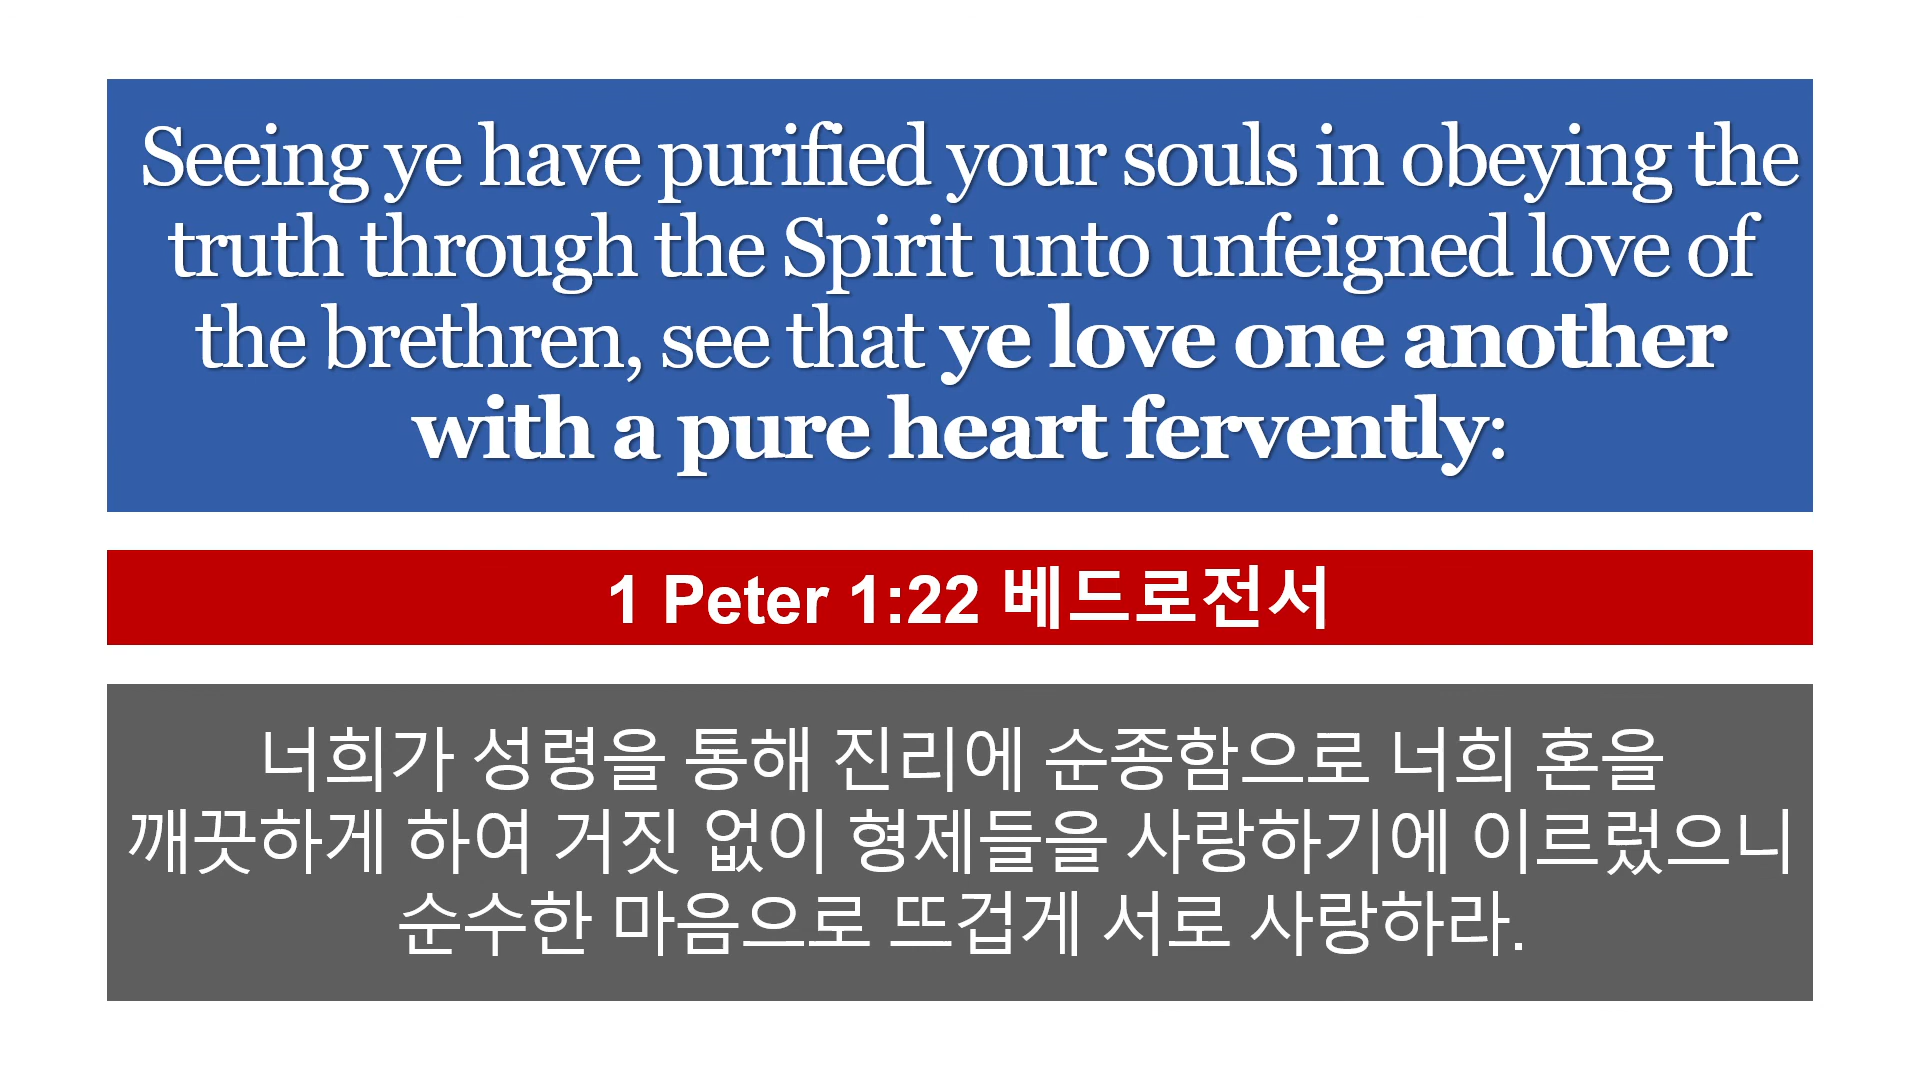 Seeing ye have purified your souls in obeying the
truth through the Spirit unto unfeigned love of
the brethren, see that ye love one another
with a pure heart fervently:
1 Peter 1:22 베드로전서
너희가 성령을 통해 진리에 순종함으로 너희 혼을
깨끗하게 하여 거짓 없이 형제들을 사랑하기에 이르렀으니
순수한 마음으로 뜨겁게 서로 사랑하라.